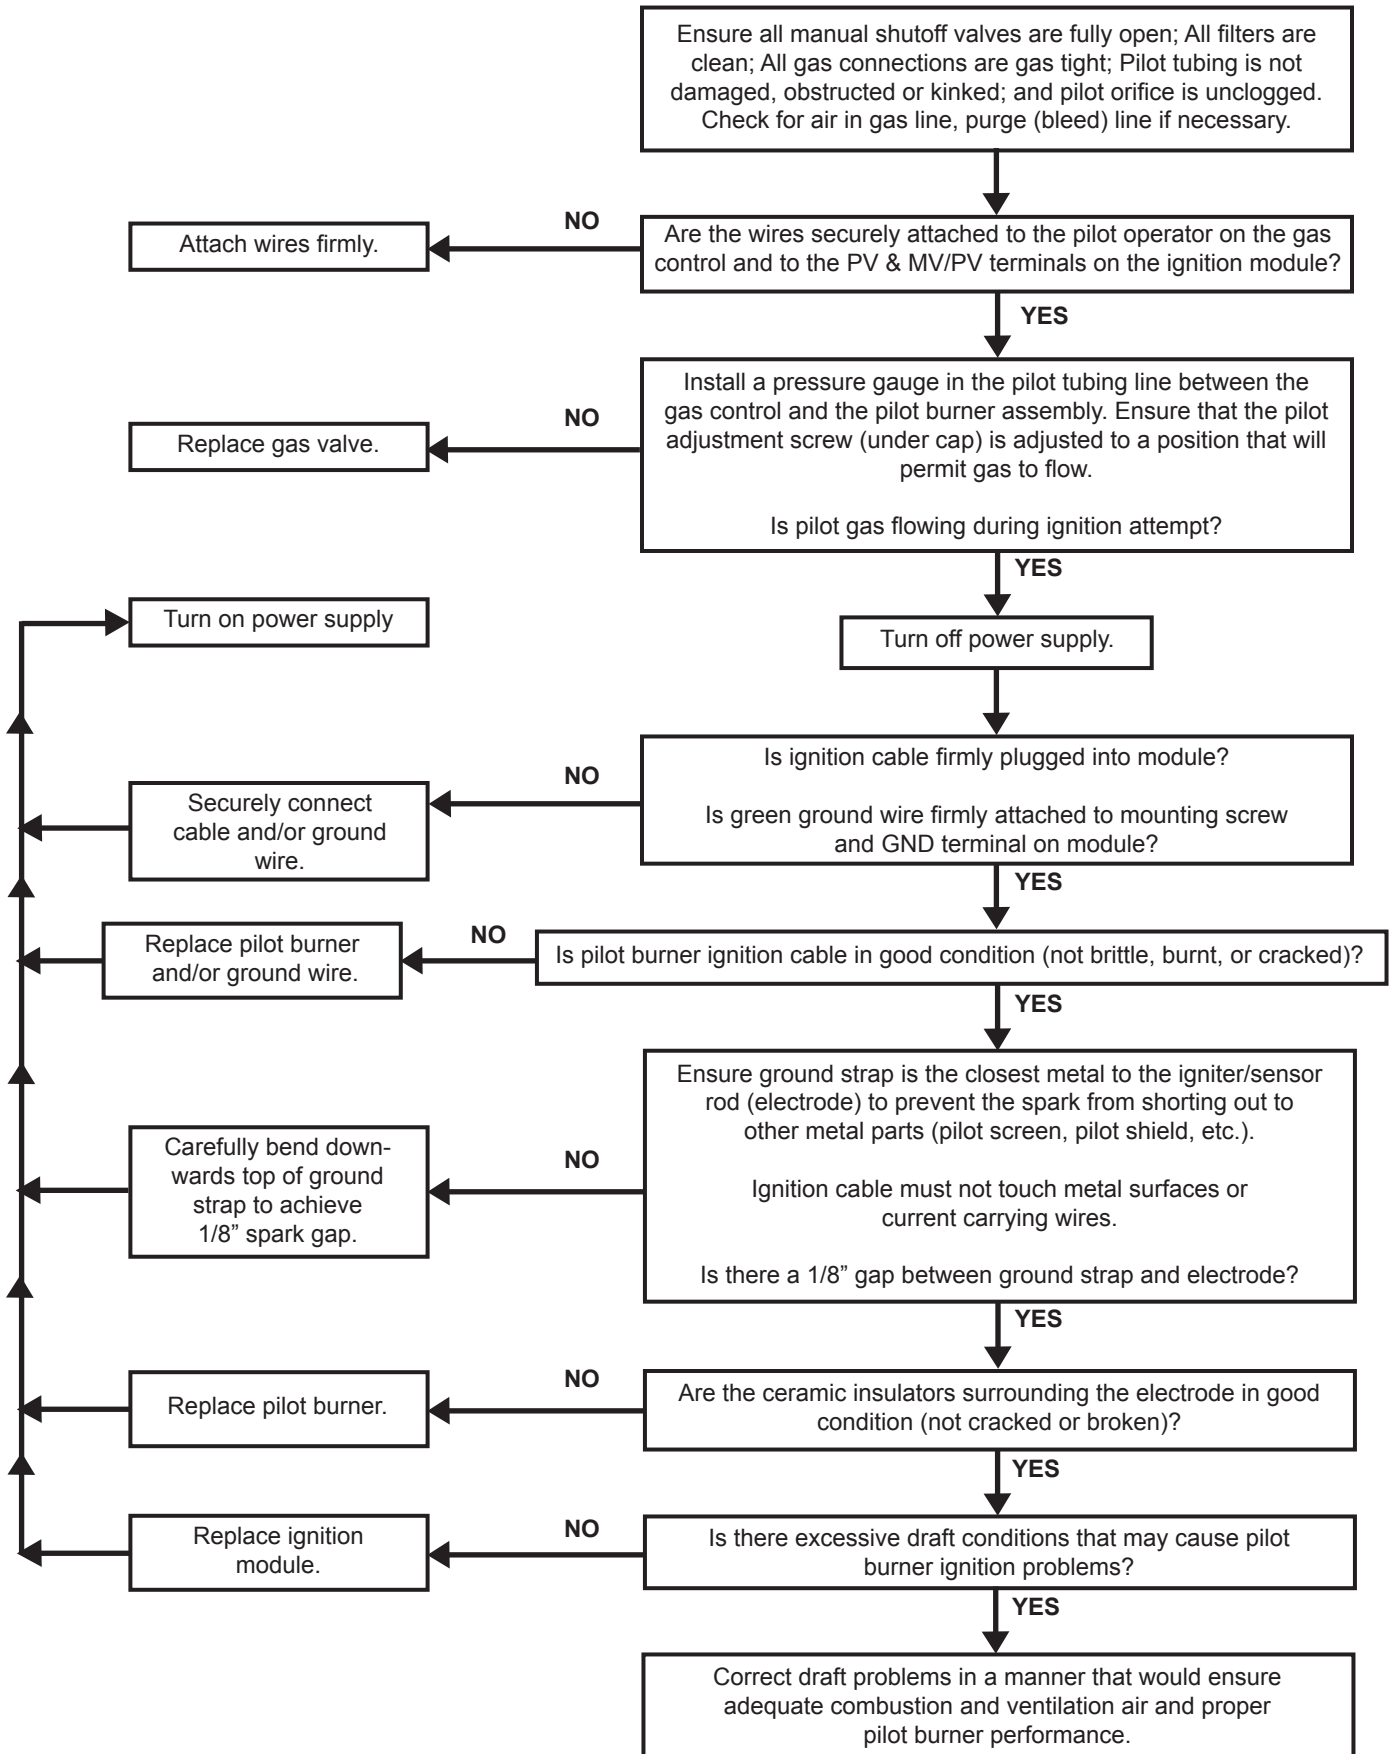 Ensure all manual shutoff valves are fully open; All filters are
clean; All gas connections are gas tight; Pilot tubing is not
damaged, obstructed or kinked; and pilot orifice is unclogged.
Check for air in gas line, purge (bleed) line if necessary.
NO
Attach wires firmly.
Are the wires securely attached to the pilot operator on the gas
control and to the PV & MV/PV terminals on the ignition module?
YES
Install a pressure gauge in the pilot tubing line between the
gas control and the pilot burner assembly. Ensure that the pilot
adjustment screw (under cap) is adjusted to a position that will
permit gas to flow.
Is pilot gas flowing during ignition attempt?
NO
Replace gas valve.
YES
Turn on power supply
Turn off power supply.
Is ignition cable firmly plugged into module?
Is green ground wire firmly attached to mounting screw
and GND terminal on module?
NO
Securely connect
cable and/or ground
wire.
YES
Replace pilot burner
and/or ground wire.
NO
Is pilot burner ignition cable in good condition (not brittle, burnt, or cracked)?
YES
Ensure ground strap is the closest metal to the igniter/sensor
rod (electrode) to prevent the spark from shorting out to
other metal parts (pilot screen, pilot shield, etc.).
Ignition cable must not touch metal surfaces or
current carrying wires.
Is there a 1/8” gap between ground strap and electrode?
NO
Carefully bend down-
wards top of ground
strap to achieve
1/8” spark gap.
YES
NO
Replace pilot burner.
Are the ceramic insulators surrounding the electrode in good
condition (not cracked or broken)?
YES
NO
Replace ignition
module.
Is there excessive draft conditions that may cause pilot
burner ignition problems?
YES
Correct draft problems in a manner that would ensure
adequate combustion and ventilation air and proper
pilot burner performance.